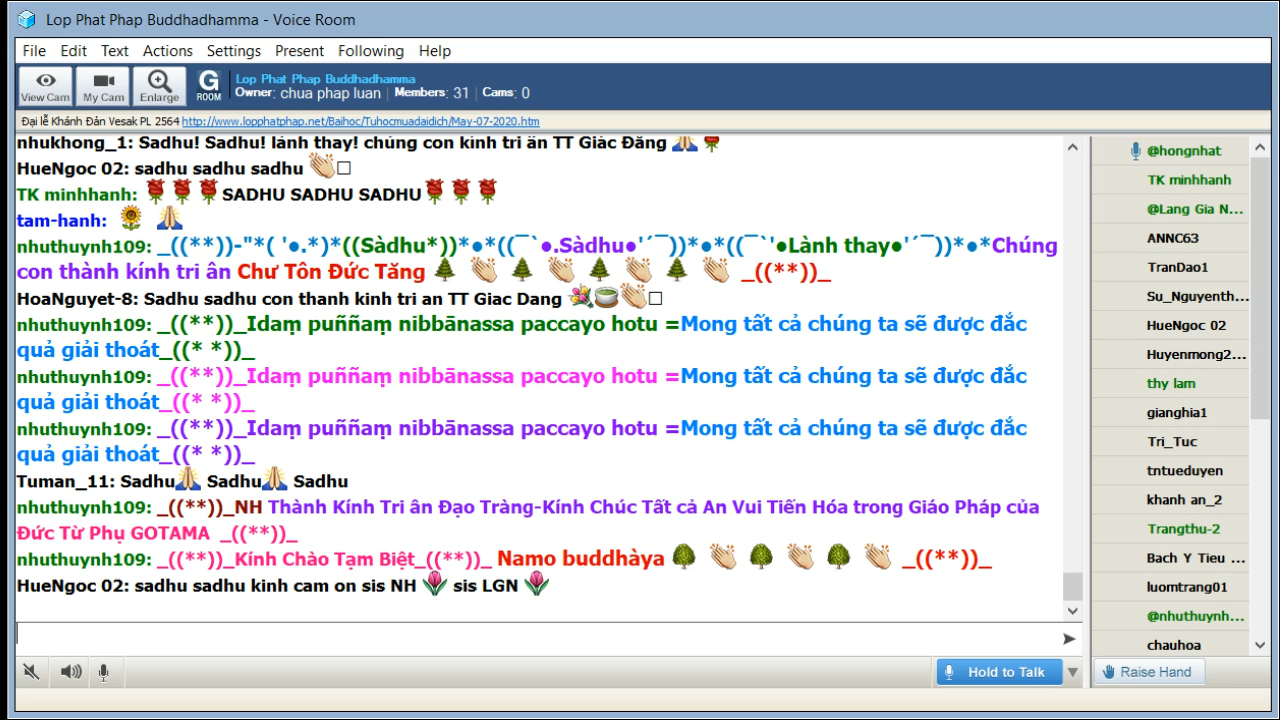 Lop Phat Phap Buddhadhamma - Voice Room
File Edit Text Actions Settings Present Following Help
View Cam My Cam Enlarge G ROOM
Lop Phat Phap Buddhadhamma
Owner: chua phap luan Members: 31 Cams: 0
Đại lễ Khánh Đản Vesak PL 2564 http://www.lopphatphap.net/Baihoc/Tuhocmuadaidich/May-07-2020.htm
nhukhong_1: Sadhu! Sadhu! lành thay! chúng con kính tri ân TT Giác Đăng 🙏 🌹
HueNgoc 02: sadhu sadhu sadhu 👏□
TK minhhanh: 🌹🌹🌹SADHU SADHU SADHU🌹🌹🌹
tam-hanh: 🌻 🙏
nhuthuynh109: _((**))-"*( '●.*)*((Sàdhu*))*●*((¯`●.Sàdhu●'´¯))*●*((¯`'●Lành thay●'´¯))*●*Chúng
con thành kính tri ân Chư Tôn Đức Tăng 🌲 👏 🌲 👏 🌲 👏 🌲 👏 _((**))_
HoaNguyet-8: Sadhu sadhu con thanh kinh tri an TT Giac Dang 💐🍵👏□
nhuthuynh109: _((**))_Idaṃ puññaṃ nibbānassa paccayo hotu =Mong tất cả chúng ta sẽ được đắc
quả giải thoát_((* *))_
nhuthuynh109: _((**))_Idaṃ puññaṃ nibbānassa paccayo hotu =Mong tất cả chúng ta sẽ được đắc
quả giải thoát_((* *))_
nhuthuynh109: _((**))_Idaṃ puññaṃ nibbānassa paccayo hotu =Mong tất cả chúng ta sẽ được đắc
quả giải thoát_((* *))_
Tuman_11: Sadhu🙏 Sadhu🙏 Sadhu
nhuthuynh109: _((**))_NH Thành Kính Tri ân Đạo Tràng-Kính Chúc Tất cả An Vui Tiến Hóa trong Giáo Pháp của
Đức Từ Phụ GOTAMA _((**))_
nhuthuynh109: _((**))_Kính Chào Tạm Biệt_((**))_ Namo buddhàya 🌳 👏 🌳 👏 🌳 👏 _((**))_
HueNgoc 02: sadhu sadhu kinh cam on sis NH 🌷 sis LGN 🌷
@hongnhat
TK minhhanh
@Lang Gia N...
ANNC63
TranDao1
Su_Nguyenth...
HueNgoc 02
Huyenmong2...
thy lam
gianghia1
Tri_Tuc
tntueduyen
khanh an_2
Trangthu-2
Bach Y Tieu ...
luomtrang01
@nhuthuynh...
chauhoa
Hold to Talk
Raise Hand